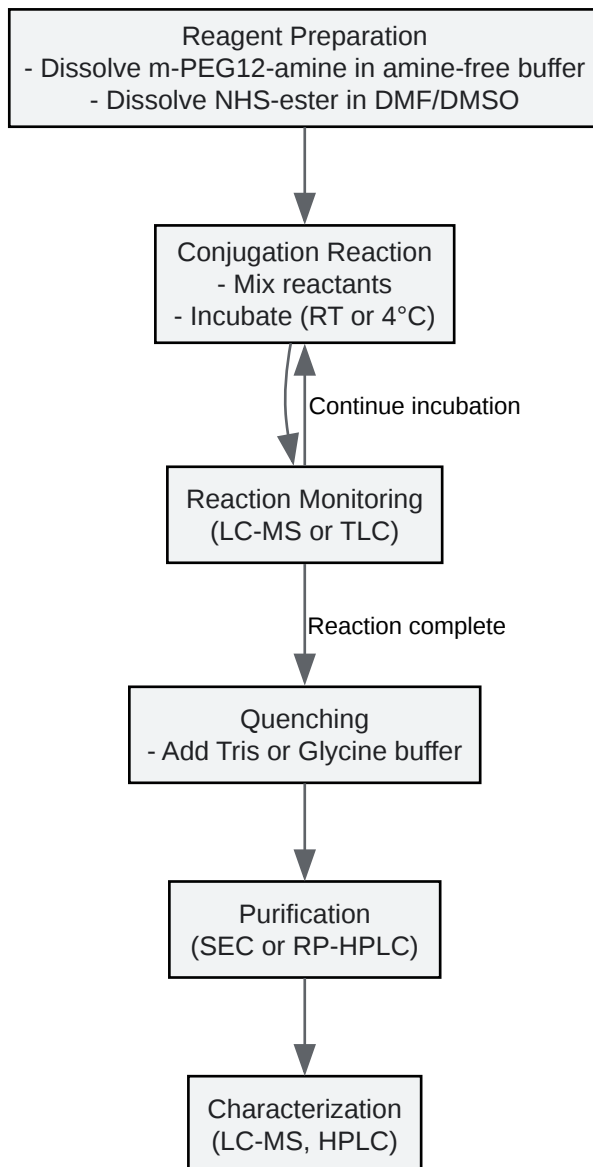 Reagent Preparation
- Dissolve m-PEG12-amine in amine-free buffer
- Dissolve NHS-ester in DMF/DMSO
Conjugation Reaction
- Mix reactants
- Incubate (RT or 4°C)
Continue incubation
Reaction Monitoring
(LC-MS or TLC)
Reaction complete
Quenching
- Add Tris or Glycine buffer
Purification
(SEC or RP-HPLC)
Characterization
(LC-MS, HPLC)